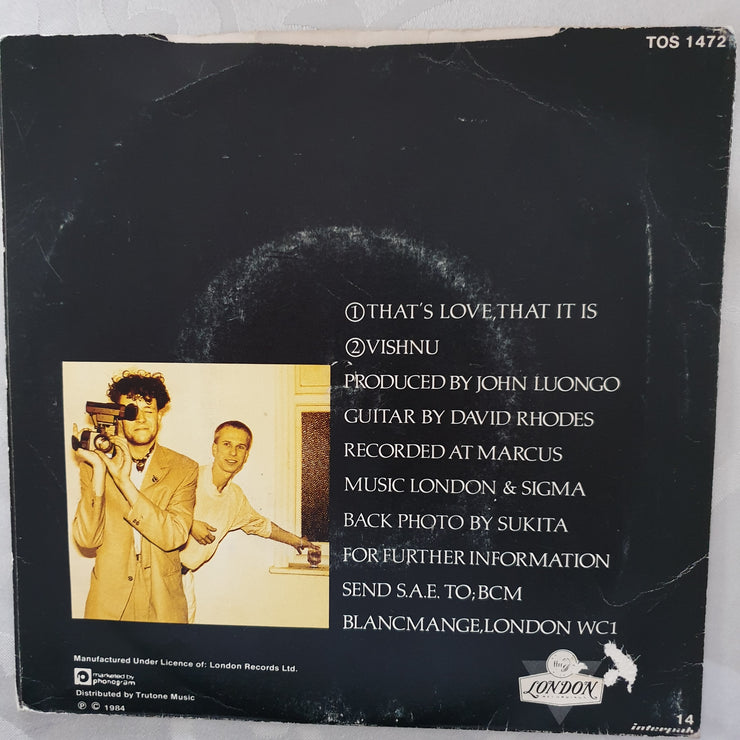 TOS 1472
①THAT'S LOVE,THAT IT IS
②VISHNU
PRODUCED BY JOHN LUONGO
GUITAR BY DAVID RHODES
RECORDED AT MARCUS
MUSIC LONDON & SIGMA
BACK PHOTO BY SUKITA
FOR FURTHER INFORMATION
SEND S.A.E. TO;BCM
BLANCMANGE,LONDON WC1
Manufactured Under Licence of: London Records Ltd.
marketed by
phonogram
Distributed by Trutone Music
℗ © 1984
LONDON
RECORDINGS
14
interpak